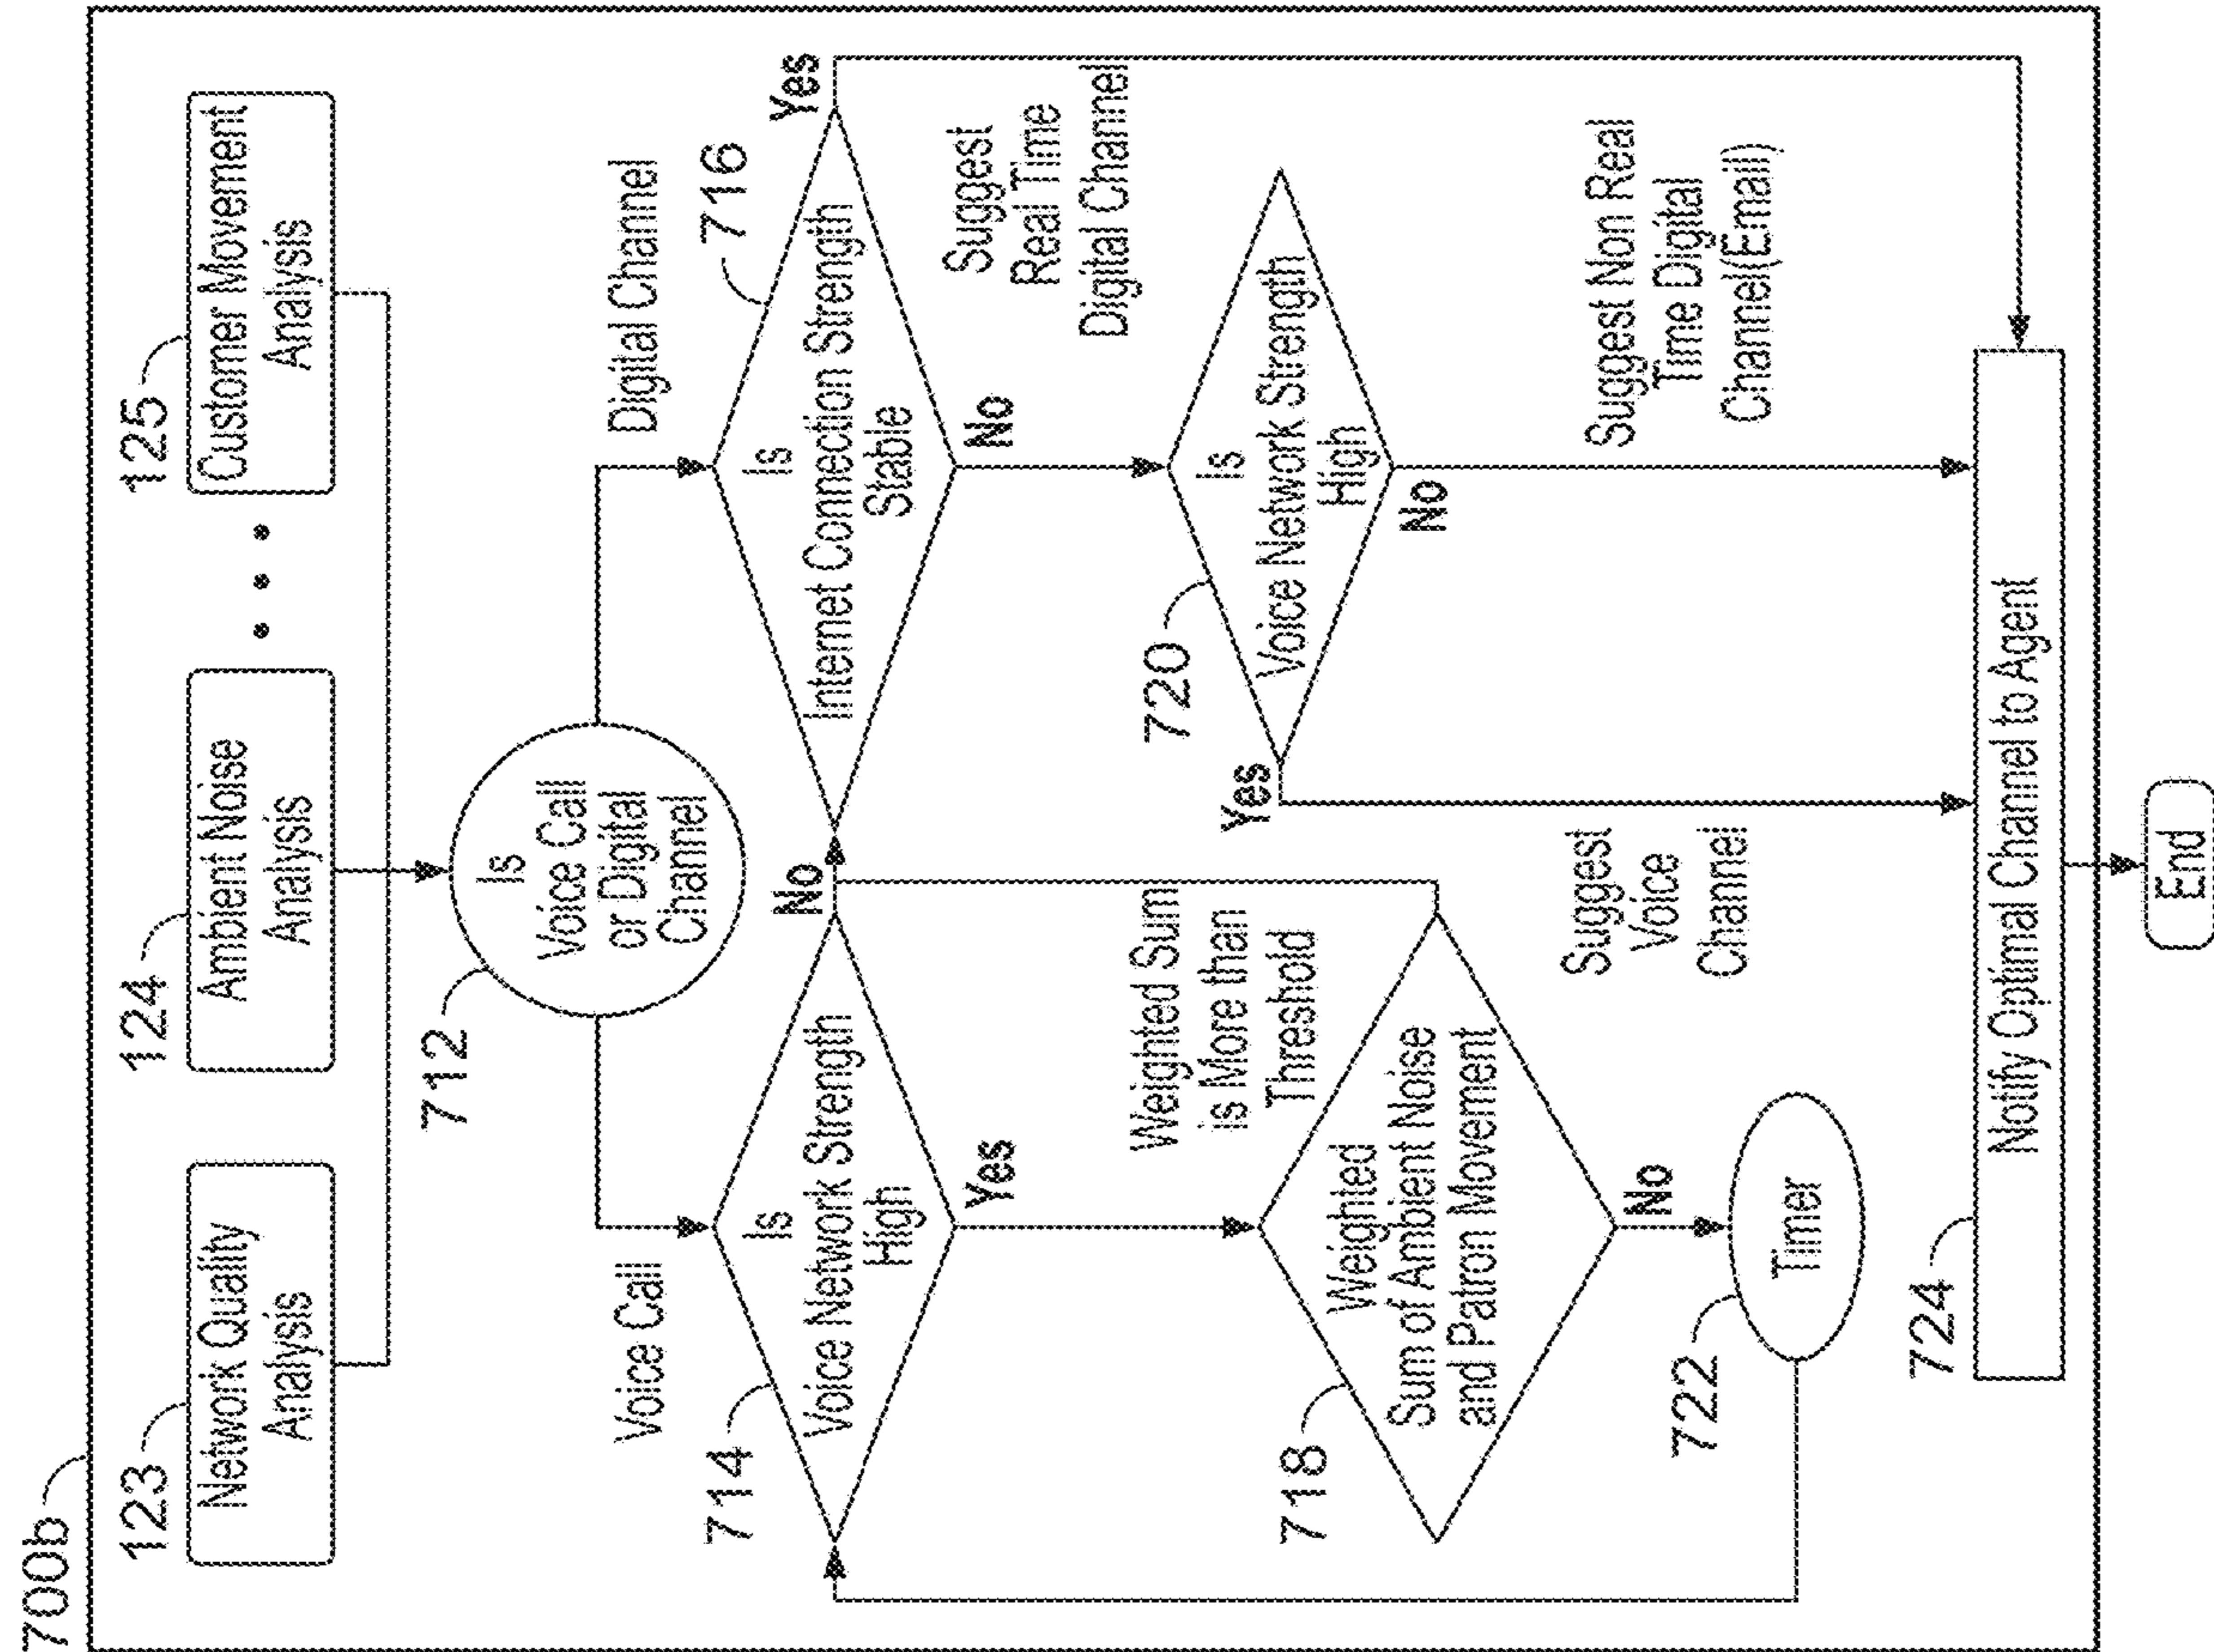 700b
123
Network Quality
Analysis
124
Ambient Noise
Analysis
125
Customer Movement
Analysis
712
Is
Voice Call
or Digital
Channel
Voice Call
Digital Channel
714
Is
Voice Network Strength
High
No
Yes
716
Is
Internet Connection Strength
Stable
Yes
No
Suggest
Real Time
Digital Channel
Weighted Sum
is More than
Threshold
718
Weighted
Sum of Ambient Noise
and Patron Movement
No
720
Is
Voice Network Strength
High
Yes
No
Suggest
Voice
Channel
Suggest Non Real
Time Digital
Channel(Email)
722
Timer
724
Notify Optimal Channel to Agent
End